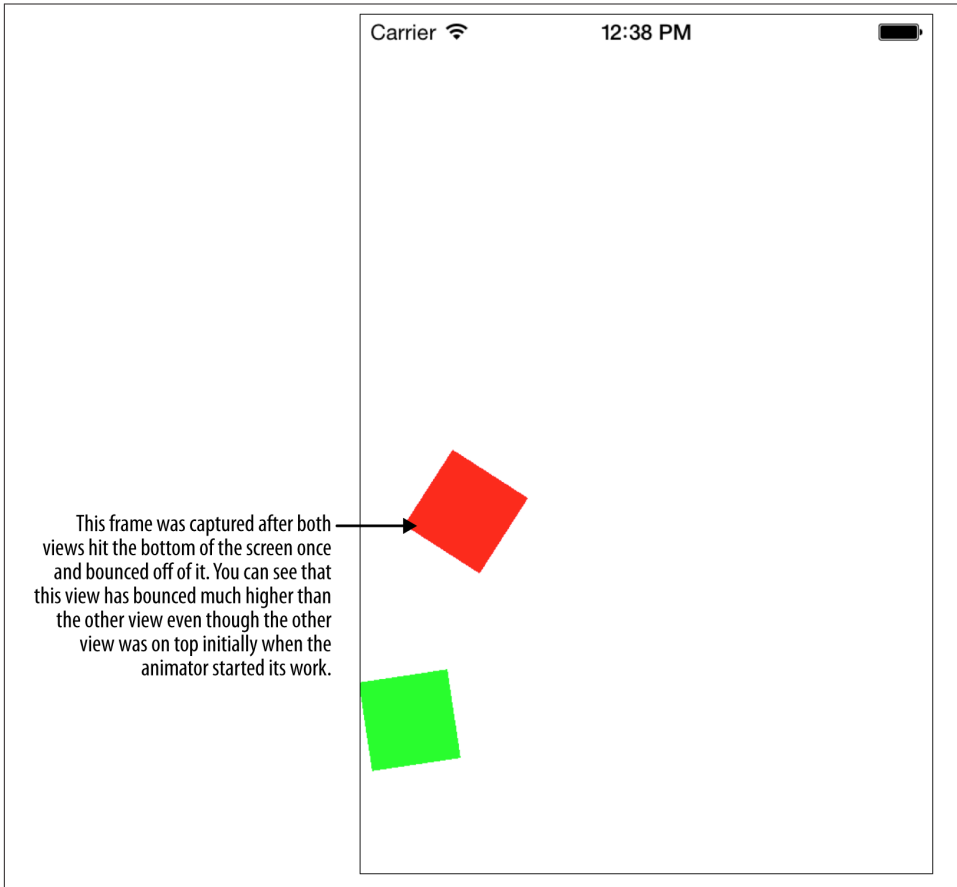 Carrier 12:38 PM
This frame was captured after both
views hit the bottom of the screen once
and bounced off of it. You can see that
this view has bounced much higher than
the other view even though the other
view was on top initially when the
animator started its work.